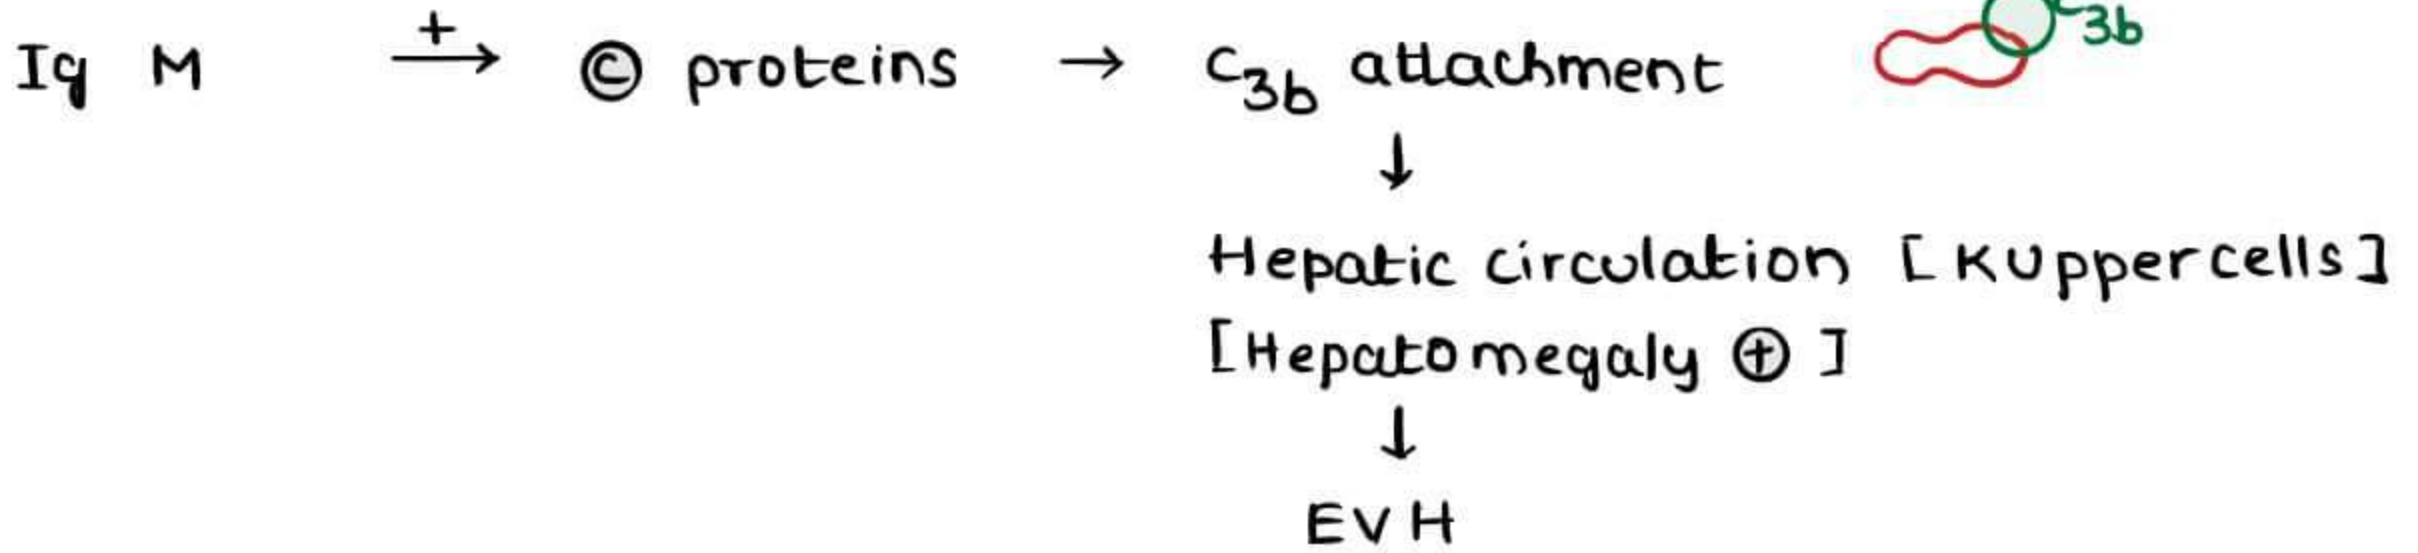 Ig M + → © proteins → C3b attachment C3b
↓
Hepatic circulation [Kuppercells]
[Hepatomegaly ⊕ ]
↓
EVH